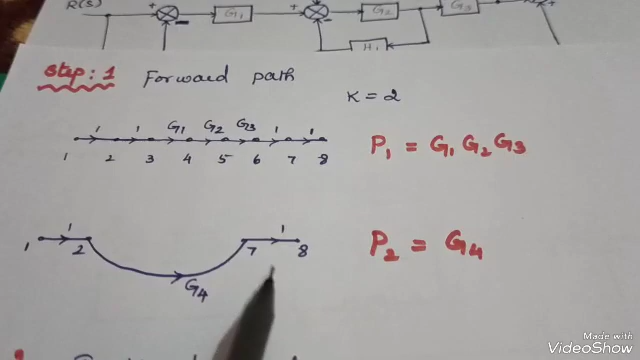 R(S) + - G1 + - G2 G3 +
H1
Step: 1 Forward path
K = 2
1 1 G1 G2 G3 1 1
1 2 3 4 5 6 7 8
P1 = G1 G2 G3
1 1
1 2 7 8
G4
P2 = G4
Made with
VideoShow